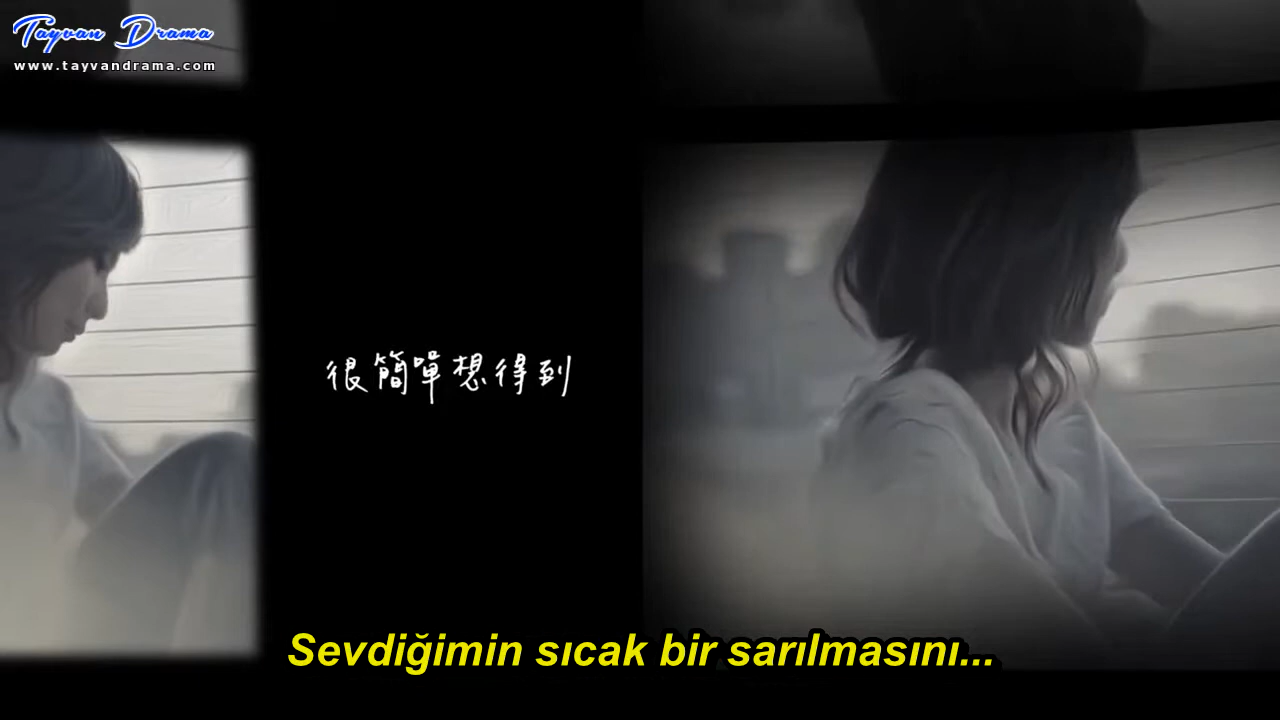 Tayvan Drama
www.tayvandrama.com
很簡單想得到
Sevdiğimin sıcak bir sarılmasını...